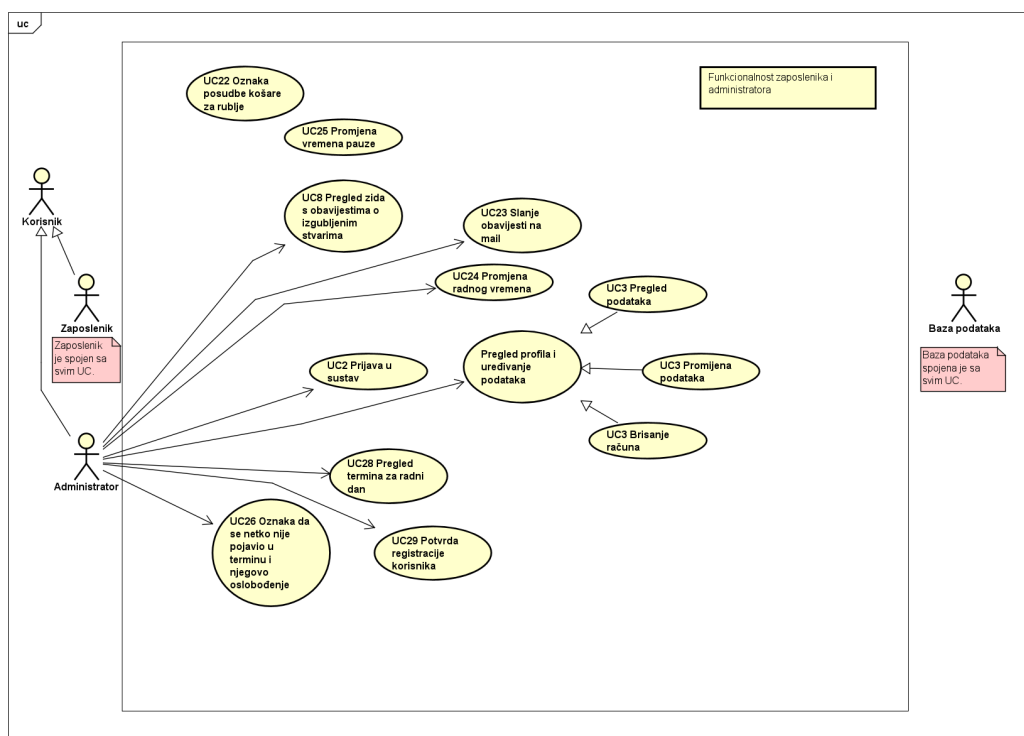 uc
UC22 Oznaka
posudbe košare
za rublje
Funkcionalnost zaposlenika i
administratora
UC25 Promjena
vremena pauze
Korisnik
UC8 Pregled zida
s obavijestima o
izgubljenim
stvarima
UC23 Slanje
obavijesti na
mail
UC24 Promjena
radnog vremena
UC3 Pregled
podataka
Zaposlenik
Zaposlenik
je spojen sa
svim UC.
Baza podataka
Baza podataka
spojena je sa
svim UC.
UC2 Prijava u
sustav
Pregled profila i
uređivanje
podataka
UC3 Promijena
podataka
UC3 Brisanje
računa
Administrator
UC28 Pregled
termina za radni
dan
UC26 Oznaka da
se netko nije
pojavio u
terminu i
njegovo
oslobođenje
UC29 Potvrda
registracije
korisnika